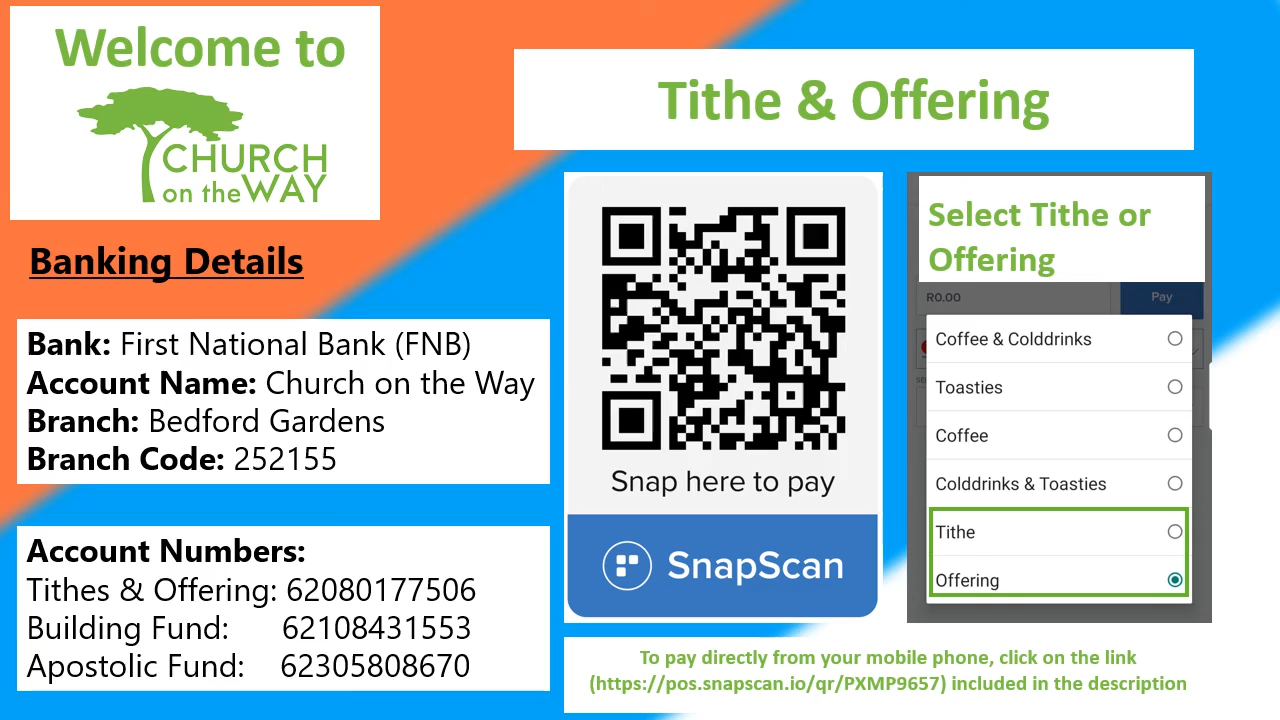 Welcome to
CHURCH
on the WAY
Banking Details
Bank: First National Bank (FNB)
Account Name: Church on the Way
Branch: Bedford Gardens
Branch Code: 252155
Account Numbers:
Tithes & Offering: 62080177506
Building Fund: 62108431553
Apostolic Fund: 62305808670
Tithe & Offering
Snap here to pay
SnapScan
Select Tithe or
Offering
R0.00
Pay
Coffee & Colddrinks
Toasties
Coffee
Colddrinks & Toasties
Tithe
Offering
To pay directly from your mobile phone, click on the link
(https://pos.snapscan.io/qr/PXMP9657) included in the description